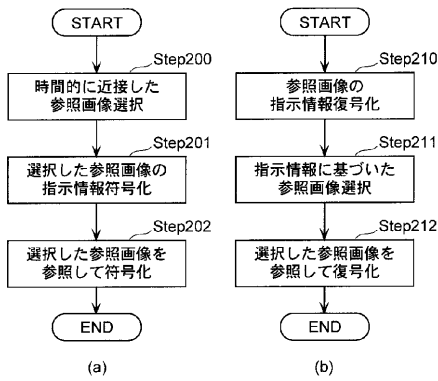 START
Step200
時間的に近接した
参照画像選択
Step201
選択した参照画像の
指示情報符号化
Step202
選択した参照画像を
参照して符号化
END
(a)
START
Step210
参照画像の
指示情報復号化
Step211
指示情報に基づいた
参照画像選択
Step212
選択した参照画像を
参照して復号化
END
(b)